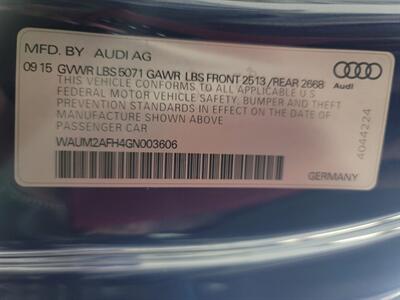 MFD. BY AUDI AG
09 15 GVWR LBS 5071 GAWR LBS FRONT 2513 / REAR 2668
THIS VEHICLE CONFORMS TO ALL APPLICABLE U S
FEDERAL MOTOR VEHICLE SAFETY, BUMPER AND THEFT
PREVENTION STANDARDS IN EFFECT ON THE DATE OF
MANUFACTURE SHOWN ABOVE.
PASSENGER CAR
WAUM2AFH4GN003606
Audi
4044224
GERMANY